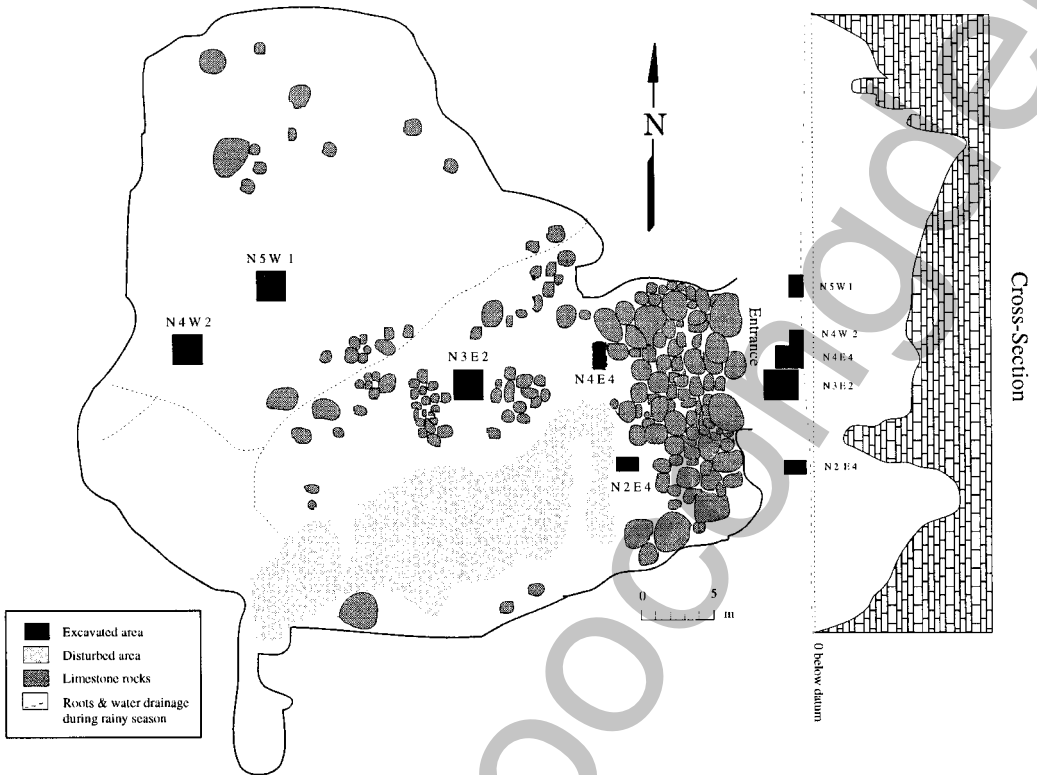 N
N5W1
N4W2
N3E2
N4E4
N2E4
Entrance
0 5
m
Excavated area
Disturbed area
Limestone rocks
Roots & water drainage
during rainy season
N5W1
N4W2
N4E4
N3E2
N2E4
0 below datum
Cross-Section